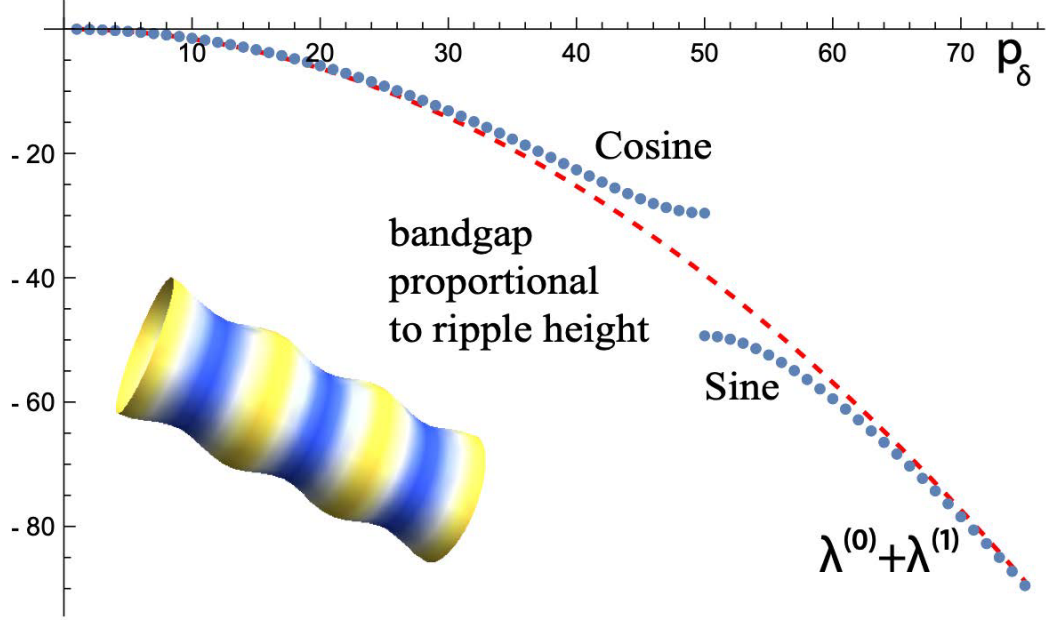 10 20 30 40 50 60 70 pδ
- 20
Cosine
bandgap
proportional
to ripple height
- 40
Sine
- 60
- 80
λ(0)+λ(1)